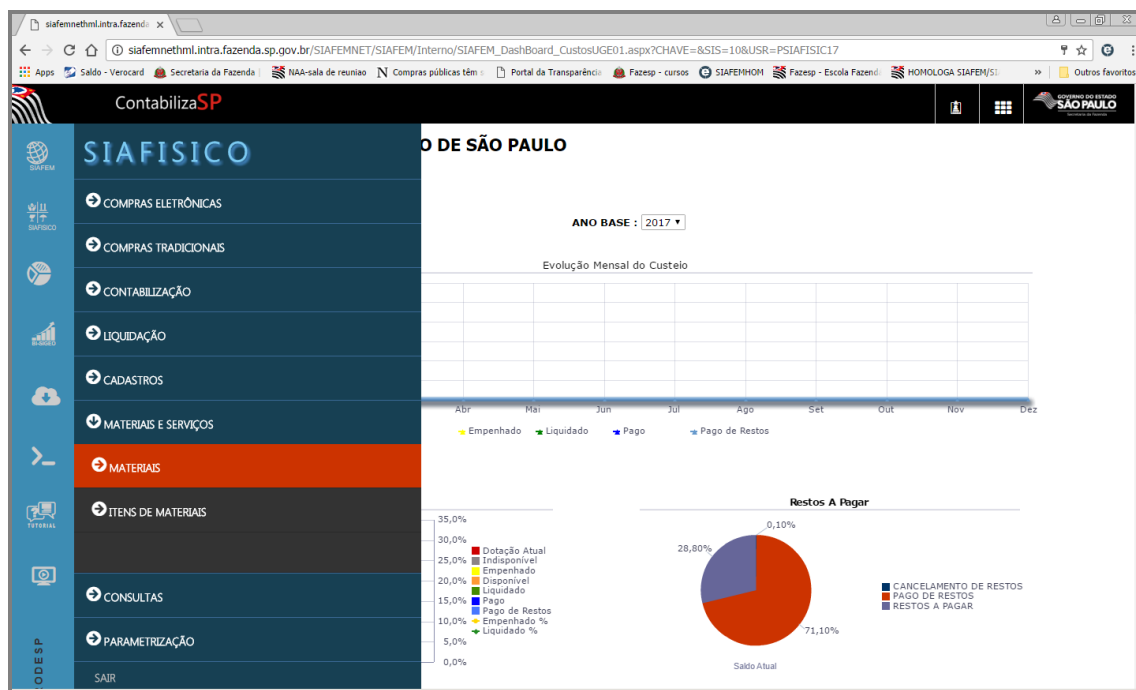 siafemnethml.intra.fazenda
siafemnethml.intra.fazenda.sp.gov.br/SIAFEMNET/SIAFEM/Interno/SIAFEM_DashBoard_CustosUGE01.aspx?CHAVE=&SIS=10&USR=PSIAFISIC17
Apps Saldo - Verocard Secretaria da Fazenda | NAA-sala de reuniao Compras públicas têm s Portal da Transparência Fazesp - cursos SIAFEMHOM Fazesp - Escola Fazend HOMOLOGA SIAFEM/SI » Outros favoritos
ContabilizaSP
GOVERNO DO ESTADO
SÃO PAULO
Secretaria da Fazenda
SIAFEM
SIAFISICO
TUTORIAL
PRODESP
SIAFISICO
COMPRAS ELETRÔNICAS
COMPRAS TRADICIONAIS
CONTABILIZAÇÃO
LIQUIDAÇÃO
CADASTROS
MATERIAIS E SERVIÇOS
MATERIAIS
ITENS DE MATERIAIS
CONSULTAS
PARAMETRIZAÇÃO
SAIR
O DE SÃO PAULO
ANO BASE : 2017
Evolução Mensal do Custeio
Abr Mai Jun Jul Ago Set Out Nov Dez
Empenhado Liquidado Pago Pago de Restos
35,0%
30,0%
25,0%
20,0%
15,0%
10,0%
5,0%
0,0%
Dotação Atual
Indisponível
Empenhado
Disponível
Liquidado
Pago
Pago de Restos
Empenhado %
Liquidado %
Restos A Pagar
0,10%
28,80%
71,10%
CANCELAMENTO DE RESTOS
PAGO DE RESTOS
RESTOS A PAGAR
Saldo Atual